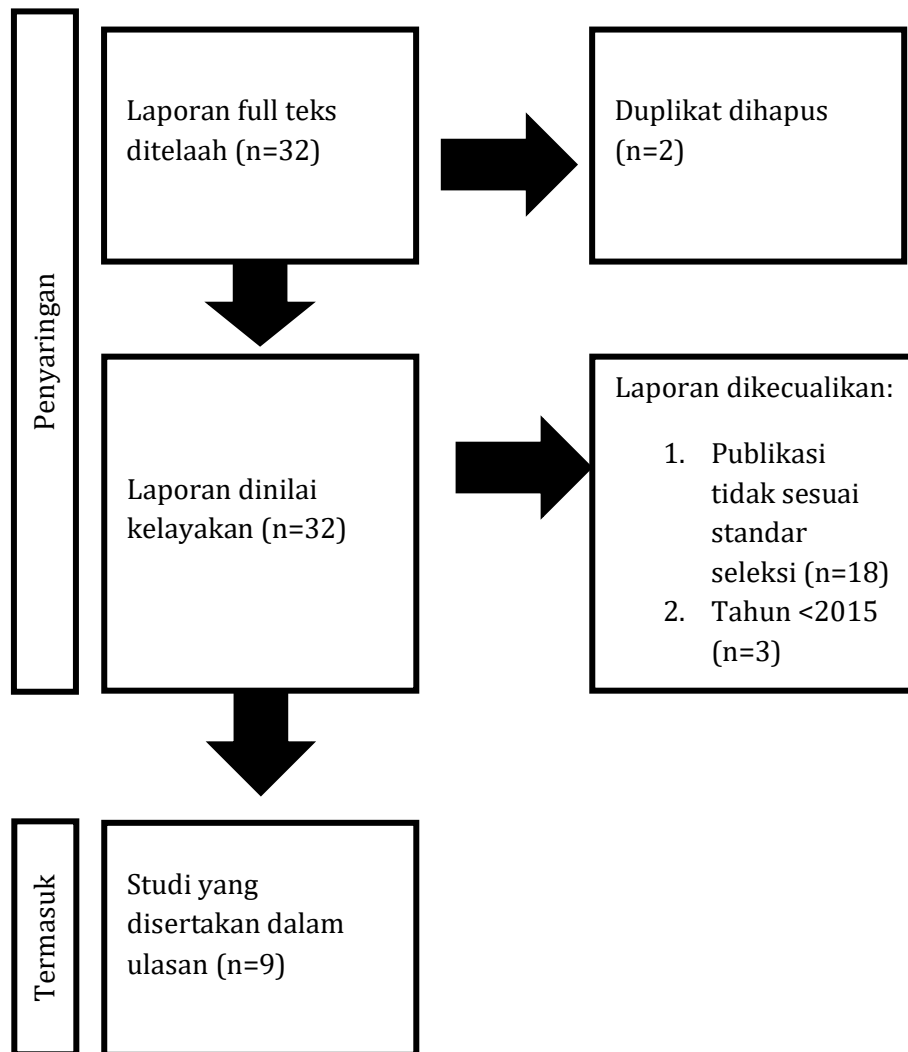 Penyaringan
Laporan full teks
ditelaah (n=32)
Duplikat dihapus
(n=2)
Laporan dinilai
kelayakan (n=32)
Laporan dikecualikan:
1. Publikasi
tidak sesuai
standar
seleksi (n=18)
2. Tahun <2015
(n=3)
Termasuk
Studi yang
disertakan dalam
ulasan (n=9)